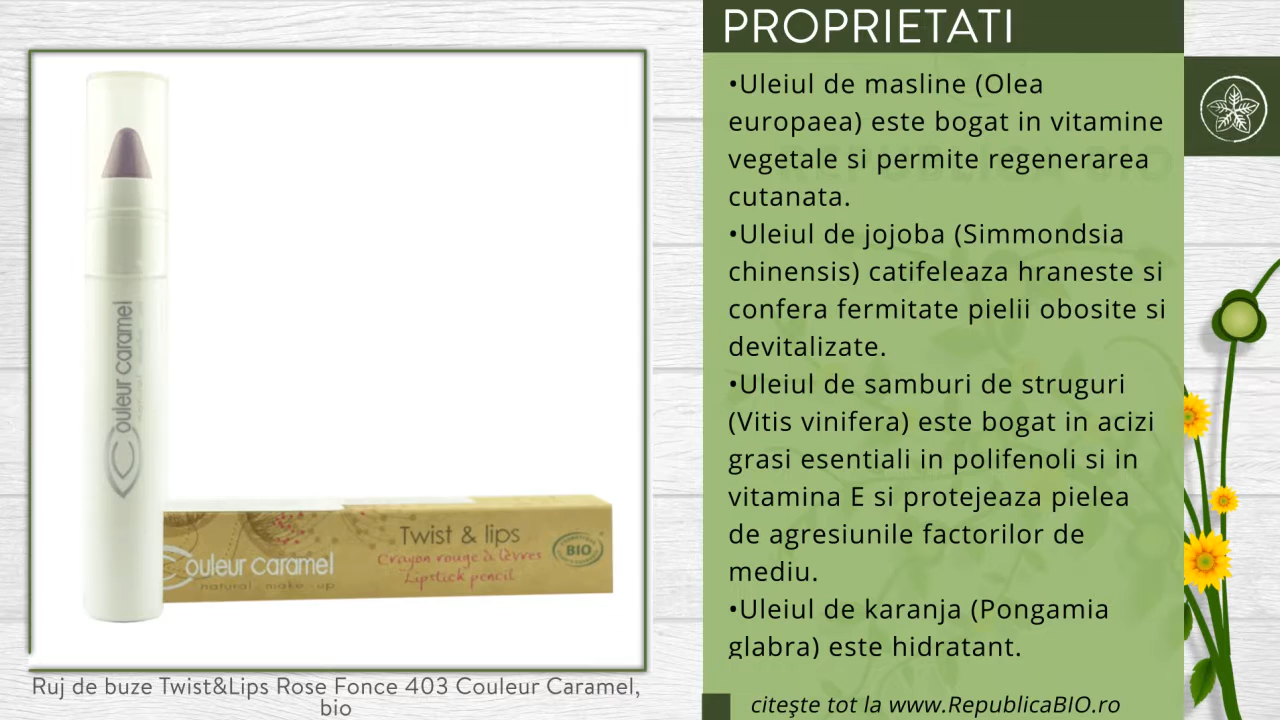 PROPRIETATI
•Uleiul de masline (Olea
europaea) este bogat in vitamine
vegetale si permite regenerarea
cutanata.
•Uleiul de jojoba (Simmondsia
chinensis) catifeleaza hraneste si
confera fermitate pielii obosite si
devitalizate.
•Uleiul de samburi de struguri
(Vitis vinifera) este bogat in acizi
grasi esentiali in polifenoli si in
vitamina E si protejeaza pielea
de agresiunile factorilor de
mediu.
•Uleiul de karanja (Pongamia
glabra) este hidratant.
citeşte tot la www.RepublicaBIO.ro
Couleur caramel
Twist & lips
Crayon rouge à lèvres
Lipstick pencil
BIO
Couleur caramel
natural make up
Ruj de buze Twist&Lips Rose Fonce 403 Couleur Caramel,
bio